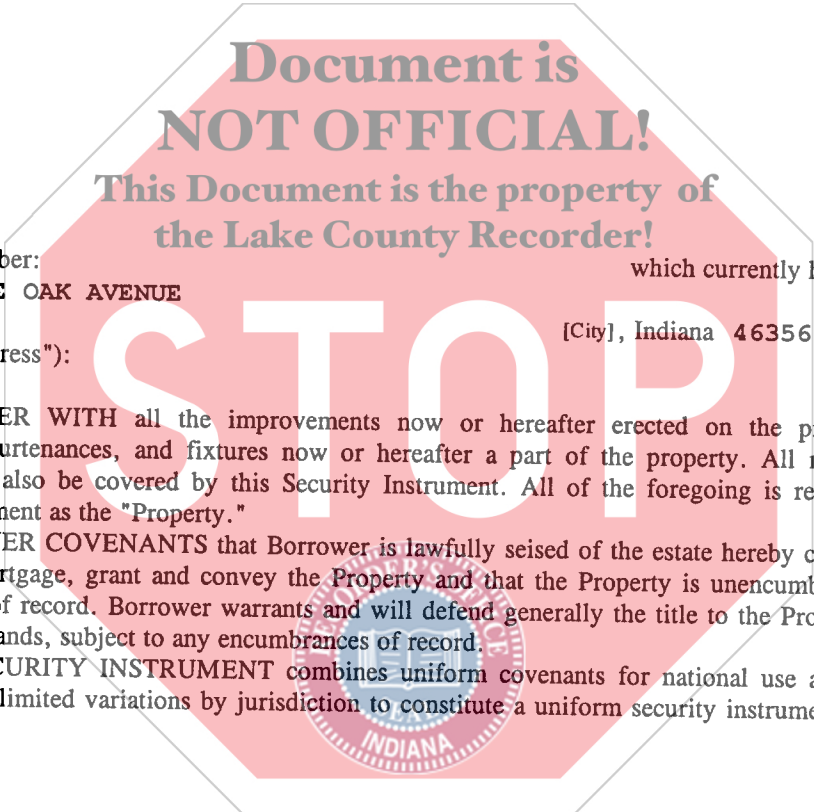 Document is
NOT OFFICIAL!
This Document is the property of
the Lake County Recorder!
ber:
which currently h
E OAK AVENUE
[City], Indiana 46356
ress"):
STOP
ER WITH all the improvements now or hereafter erected on the p
urtenances, and fixtures now or hereafter a part of the property. All
also be covered by this Security Instrument. All of the foregoing is re
ment as the "Property."
ER COVENANTS that Borrower is lawfully seised of the estate hereby c
rtgage, grant and convey the Property and that the Property is unencumb
f record. Borrower warrants and will defend generally the title to the Pro
ands, subject to any encumbrances of record.
CURITY INSTRUMENT combines uniform covenants for national use a
limited variations by jurisdiction to constitute a uniform security instrume
RECORDER'S OFFICE
INDIANA